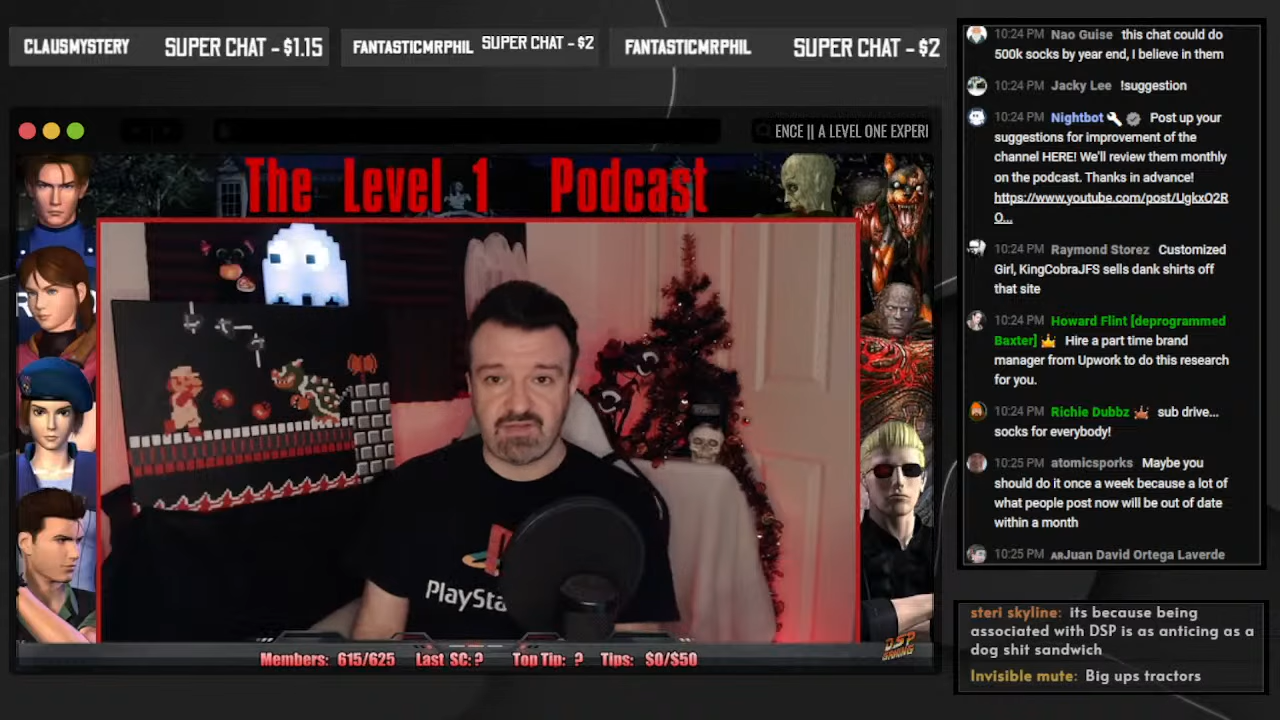 CLAUSMYSTERY SUPER CHAT - $1.15
FANTASTICMRPHIL SUPER CHAT - $2
FANTASTICMRPHIL SUPER CHAT - $2
ENCE || A LEVEL ONE EXPERI
The Level 1 Podcast
PlaySta
DSP
GAMING
Members: 615/625 Last SC: ? Top Tip: ? Tips: $0/$50
10:24 PM Nao Guise this chat could do
500k socks by year end, I believe in them
10:24 PM Jacky Lee !suggestion
10:24 PM Nightbot Post up your
suggestions for improvement of the
channel HERE! We'll review them monthly
on the podcast. Thanks in advance!
https://www.youtube.com/post/UgkxO2R
O...
10:24 PM Raymond Storez Customized
Girl, KingCobraJFS sells dank shirts off
that site
10:24 PM Howard Flint [deprogrammed
Baxter] Hire a part time brand
manager from Upwork to do this research
for you.
10:24 PM Richie Dubbz sub drive...
socks for everybody!
10:25 PM atomicsporks Maybe you
should do it once a week because a lot of
what people post now will be out of date
within a month
10:25 PM ARJuan David Ortega Laverde
steri skyline: its because being
associated with DSP is as anticing as a
dog shit sandwich
Invisible mute: Big ups tractors